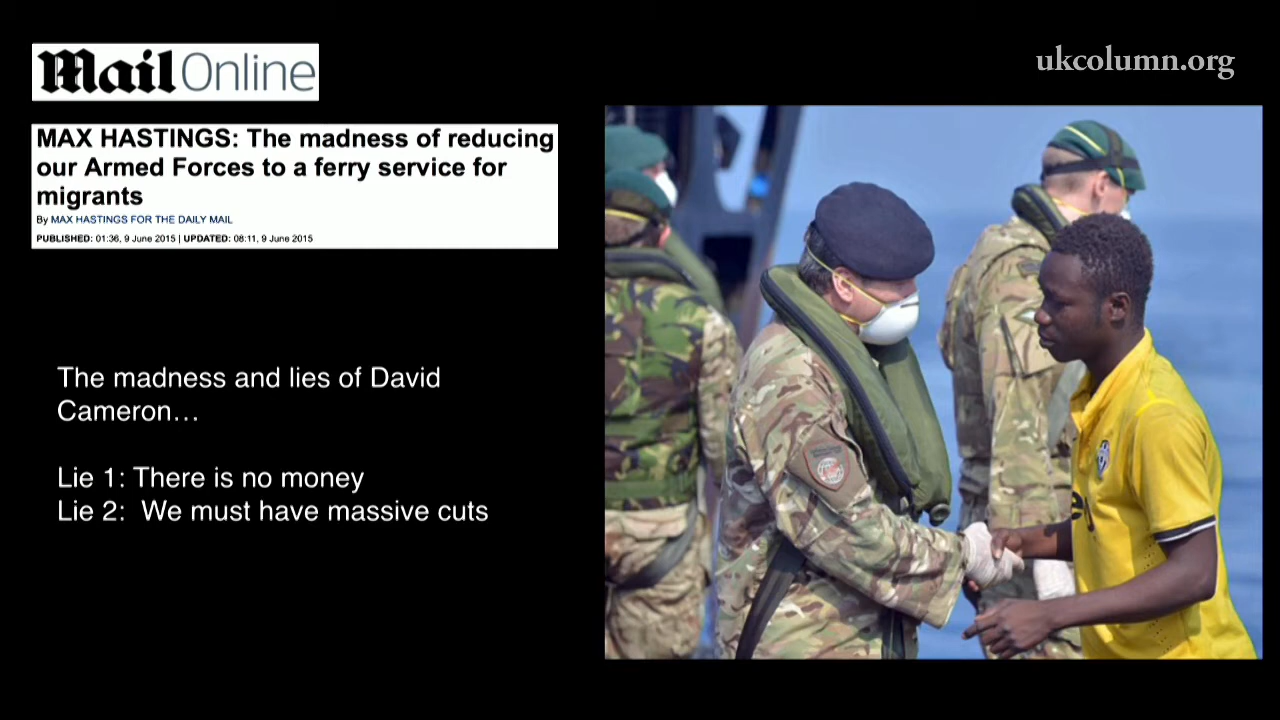 Mail Online
ukcolumn.org
MAX HASTINGS: The madness of reducing
our Armed Forces to a ferry service for
migrants
By MAX HASTINGS FOR THE DAILY MAIL
PUBLISHED: 01:36, 9 June 2015 | UPDATED: 08:11, 9 June 2015
The madness and lies of David
Cameron…
Lie 1: There is no money
Lie 2: We must have massive cuts